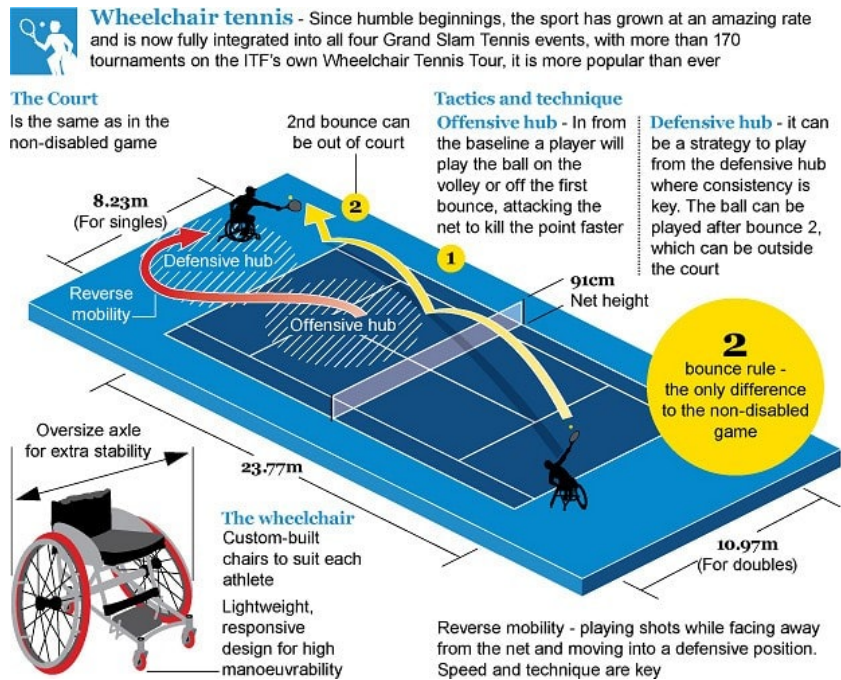 Wheelchair tennis - Since humble beginnings, the sport has grown at an amazing rate
and is now fully integrated into all four Grand Slam Tennis events, with more than 170
tournaments on the ITF's own Wheelchair Tennis Tour, it is more popular than ever
The Court
Is the same as in the
non-disabled game
2nd bounce can
be out of court
Tactics and technique
Offensive hub - In from
the baseline a player will
play the ball on the
volley or off the first
bounce, attacking the
net to kill the point faster
Defensive hub - it can
be a strategy to play
from the defensive hub
where consistency is
key. The ball can be
played after bounce 2,
which can be outside
the court
8.23m
(For singles)
2
1
Defensive hub
Reverse
mobility
Offensive hub
91cm
Net height
2
bounce rule -
the only difference
to the non-disabled
game
Oversize axle
for extra stability
23.77m
The wheelchair
Custom-built
chairs to suit each
athlete
Lightweight,
responsive
design for high
manoeuvrability
10.97m
(For doubles)
Reverse mobility - playing shots while facing away
from the net and moving into a defensive position.
Speed and technique are key